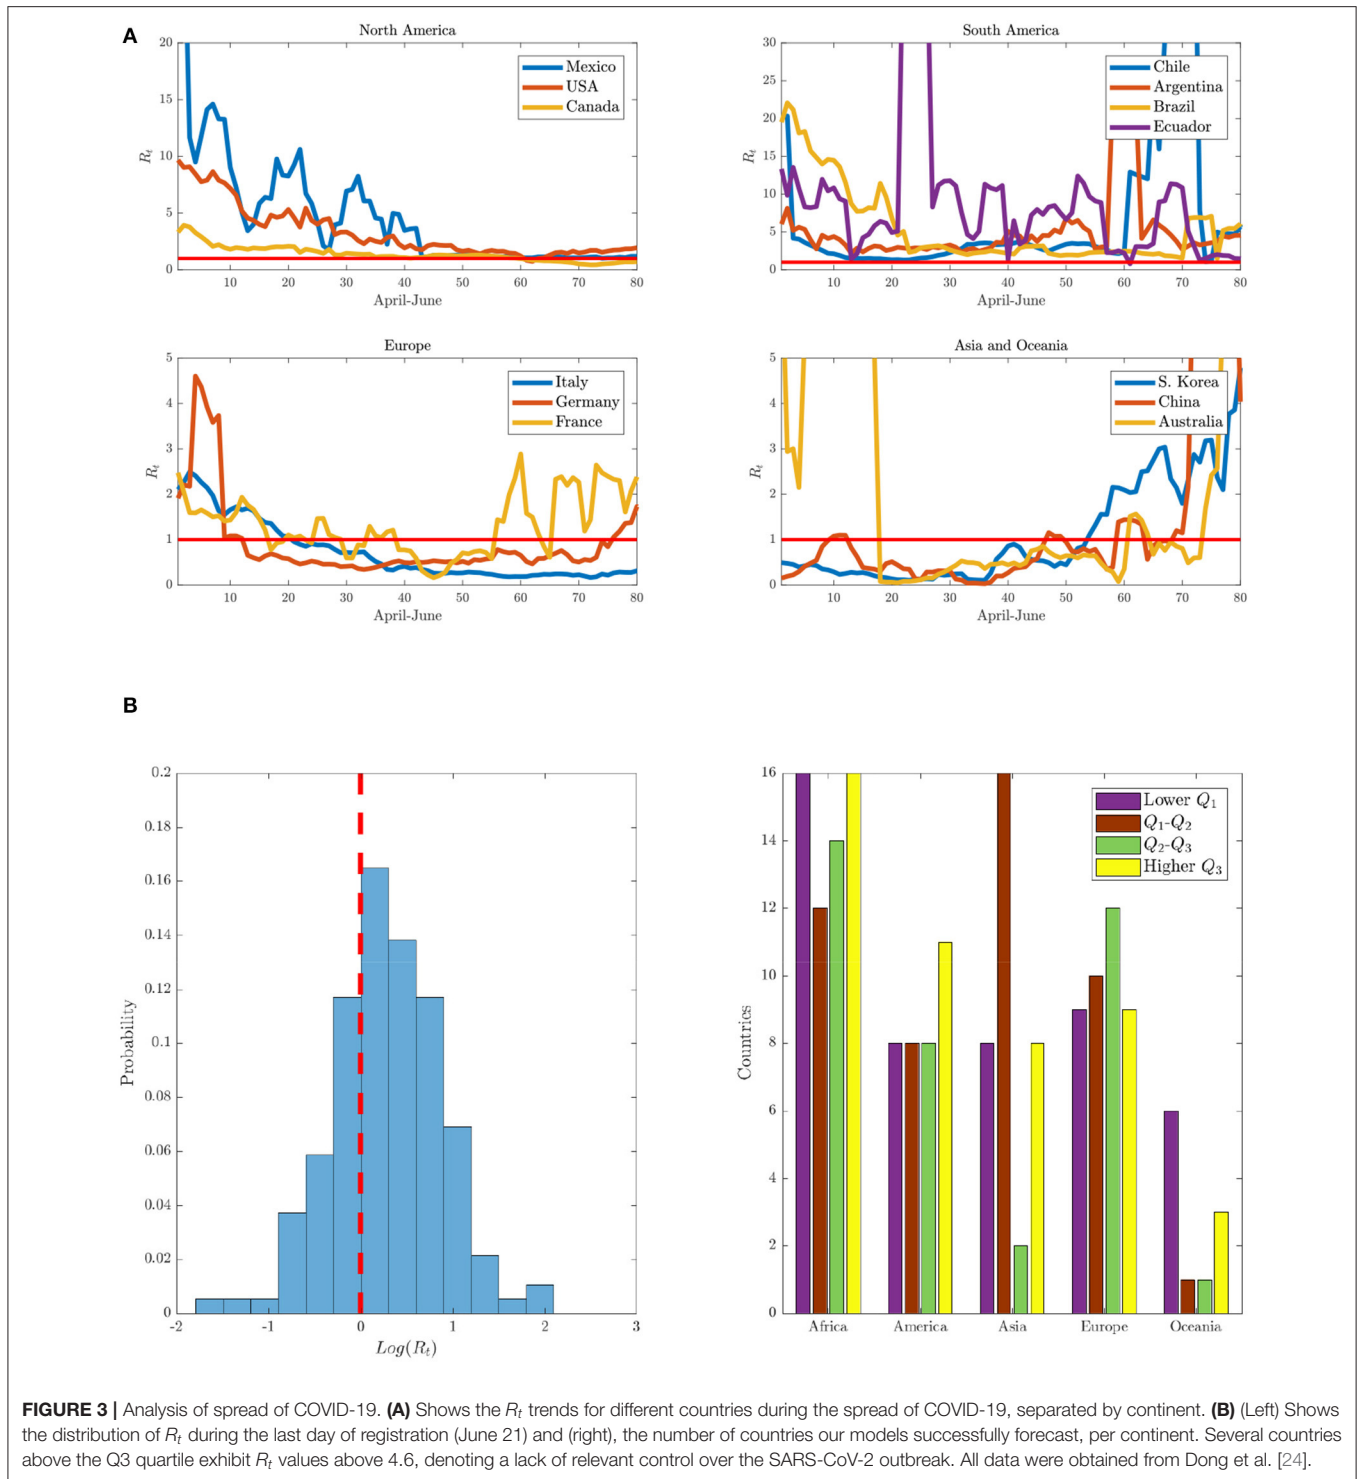 A
North America
20
15
10
5
0
R_t
10 20 30 40 50 60 70 80
April-June
Mexico
USA
Canada
South America
30
25
20
15
10
5
0
R_t
10 20 30 40 50 60 70 80
April-June
Chile
Argentina
Brazil
Ecuador
Europe
5
4
3
2
1
0
R_t
10 20 30 40 50 60 70 80
April-June
Italy
Germany
France
Asia and Oceania
5
4
3
2
1
0
R_t
10 20 30 40 50 60 70 80
April-June
S. Korea
China
Australia
B
0.2
0.18
0.16
0.14
0.12
0.1
0.08
0.06
0.04
0.02
0
Probability
-2 -1 0 1 2 3
Log(R_t)
16
14
12
10
8
6
4
2
0
Countries
Africa America Asia Europe Oceania
Lower Q_1
Q_1-Q_2
Q_2-Q_3
Higher Q_3
FIGURE 3 | Analysis of spread of COVID-19. (A) Shows the R_t trends for different countries during the spread of COVID-19, separated by continent. (B) (Left) Shows
the distribution of R_t during the last day of registration (June 21) and (right), the number of countries our models successfully forecast, per continent. Several countries
above the Q3 quartile exhibit R_t values above 4.6, denoting a lack of relevant control over the SARS-CoV-2 outbreak. All data were obtained from Dong et al. [24].